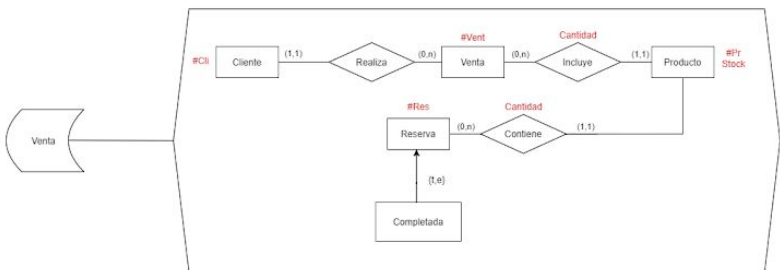 #Cli
Cliente
(1,1)
Realiza
(0,n)
#Vent
Venta
(0,n)
Cantidad
Incluye
(1,1)
Producto
#Pr
Stock
Venta
#Res
Reserva
(0,n)
Cantidad
Contiene
(1,1)
{t,e}
Completada